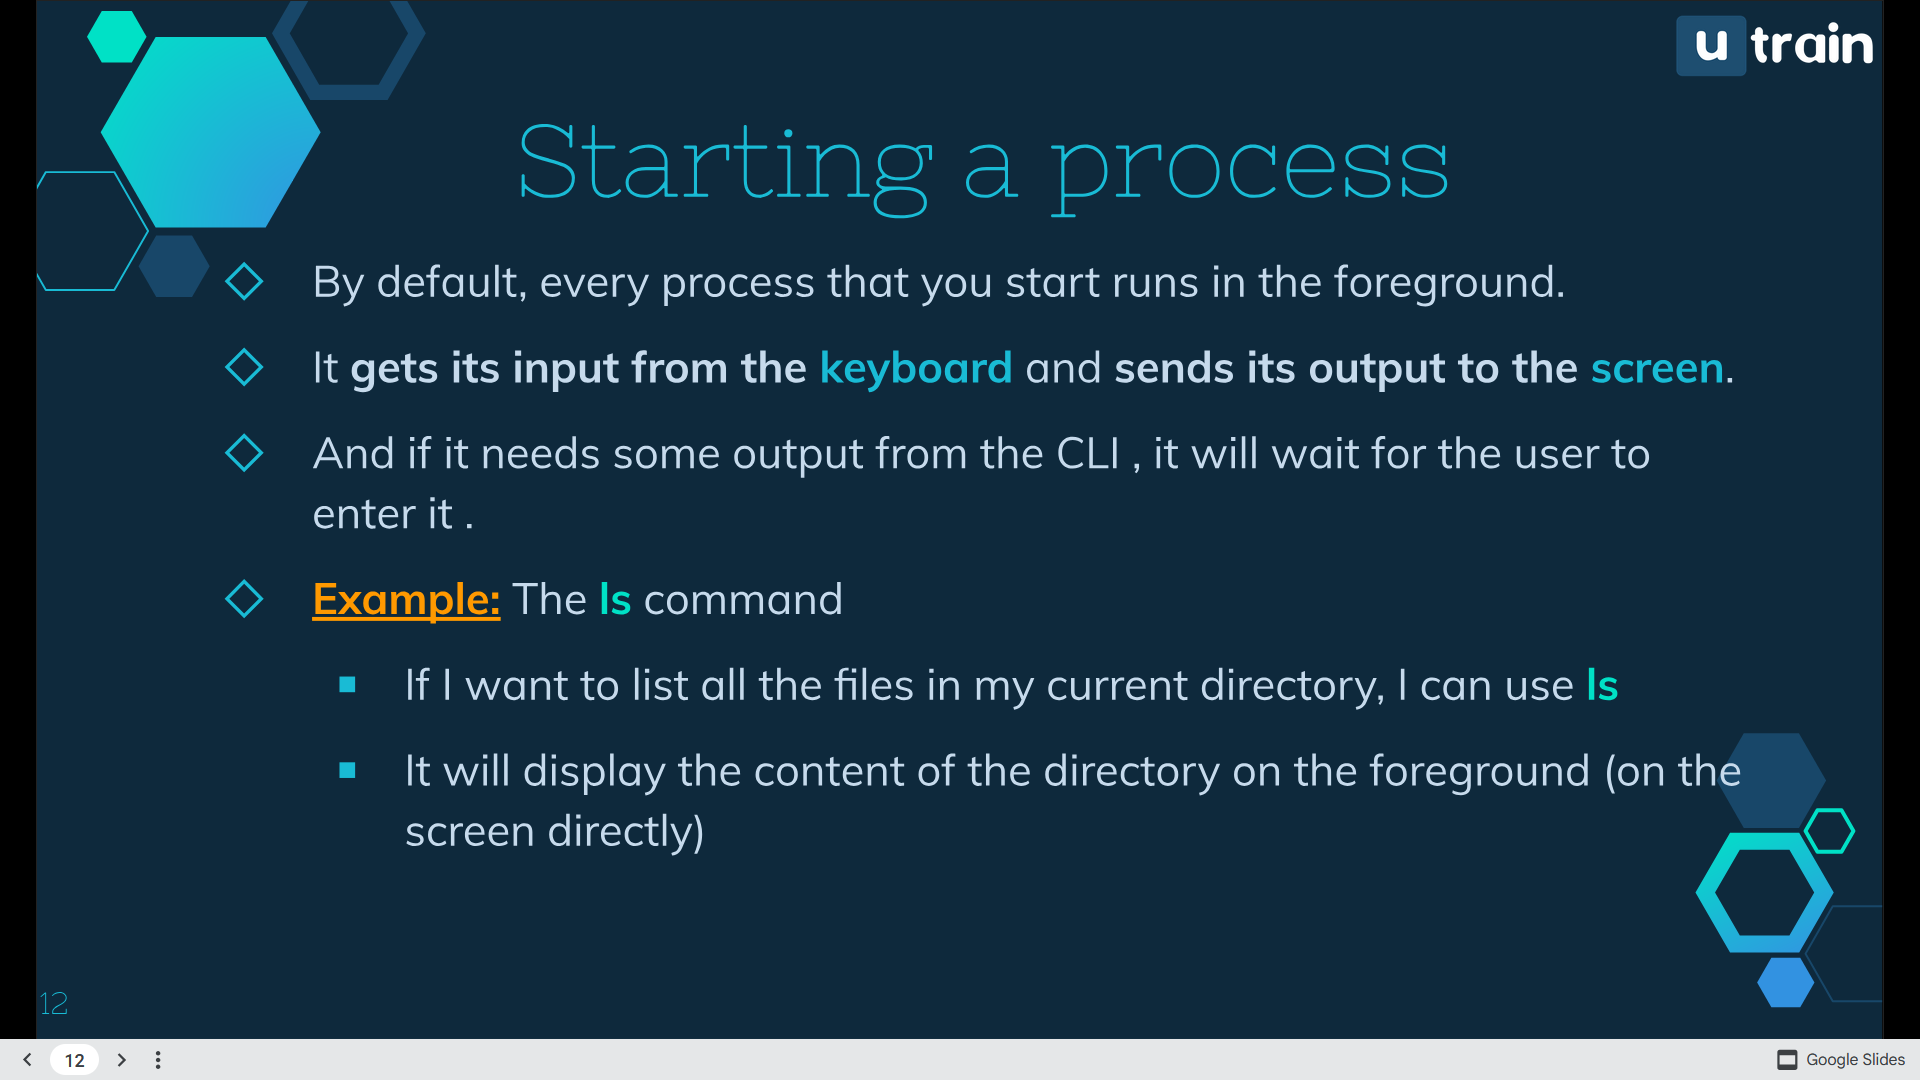 u train
Starting a process
By default, every process that you start runs in the foreground.
It gets its input from the keyboard and sends its output to the screen.
And if it needs some output from the CLI , it will wait for the user to
enter it .
Example: The ls command
If I want to list all the files in my current directory, I can use ls
It will display the content of the directory on the foreground (on the
screen directly)
12
12
Google Slides